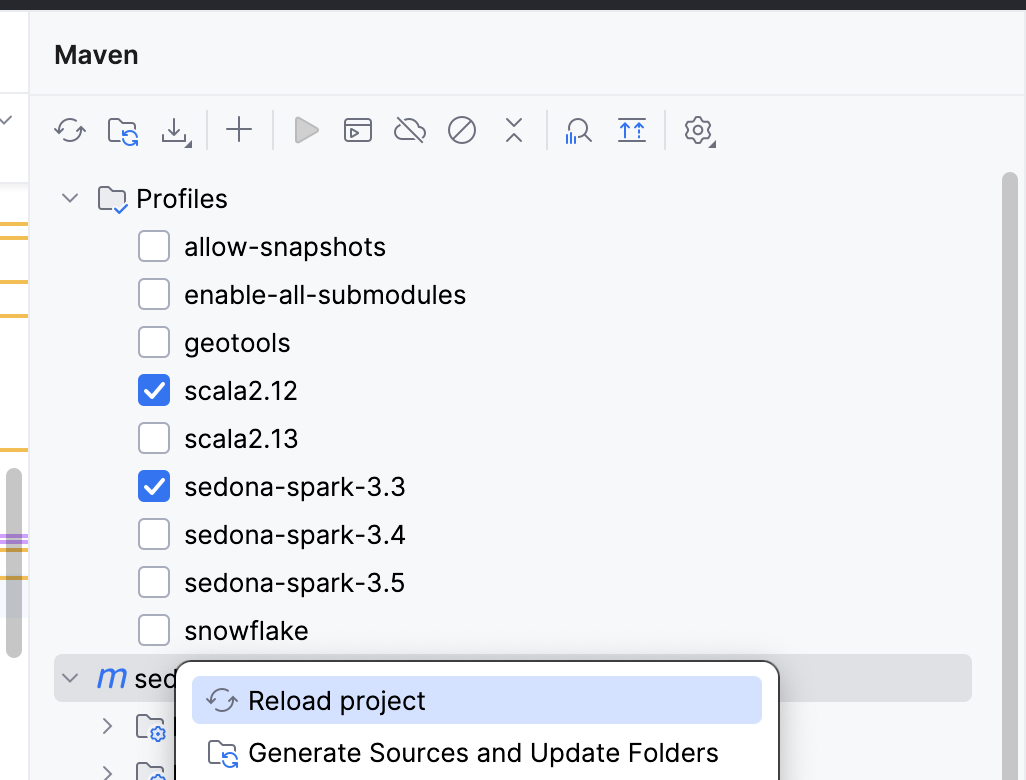 Maven
Profiles
allow-snapshots
enable-all-submodules
geotools
scala2.12
scala2.13
sedona-spark-3.3
sedona-spark-3.4
sedona-spark-3.5
snowflake
m sed
Reload project
Generate Sources and Update Folders